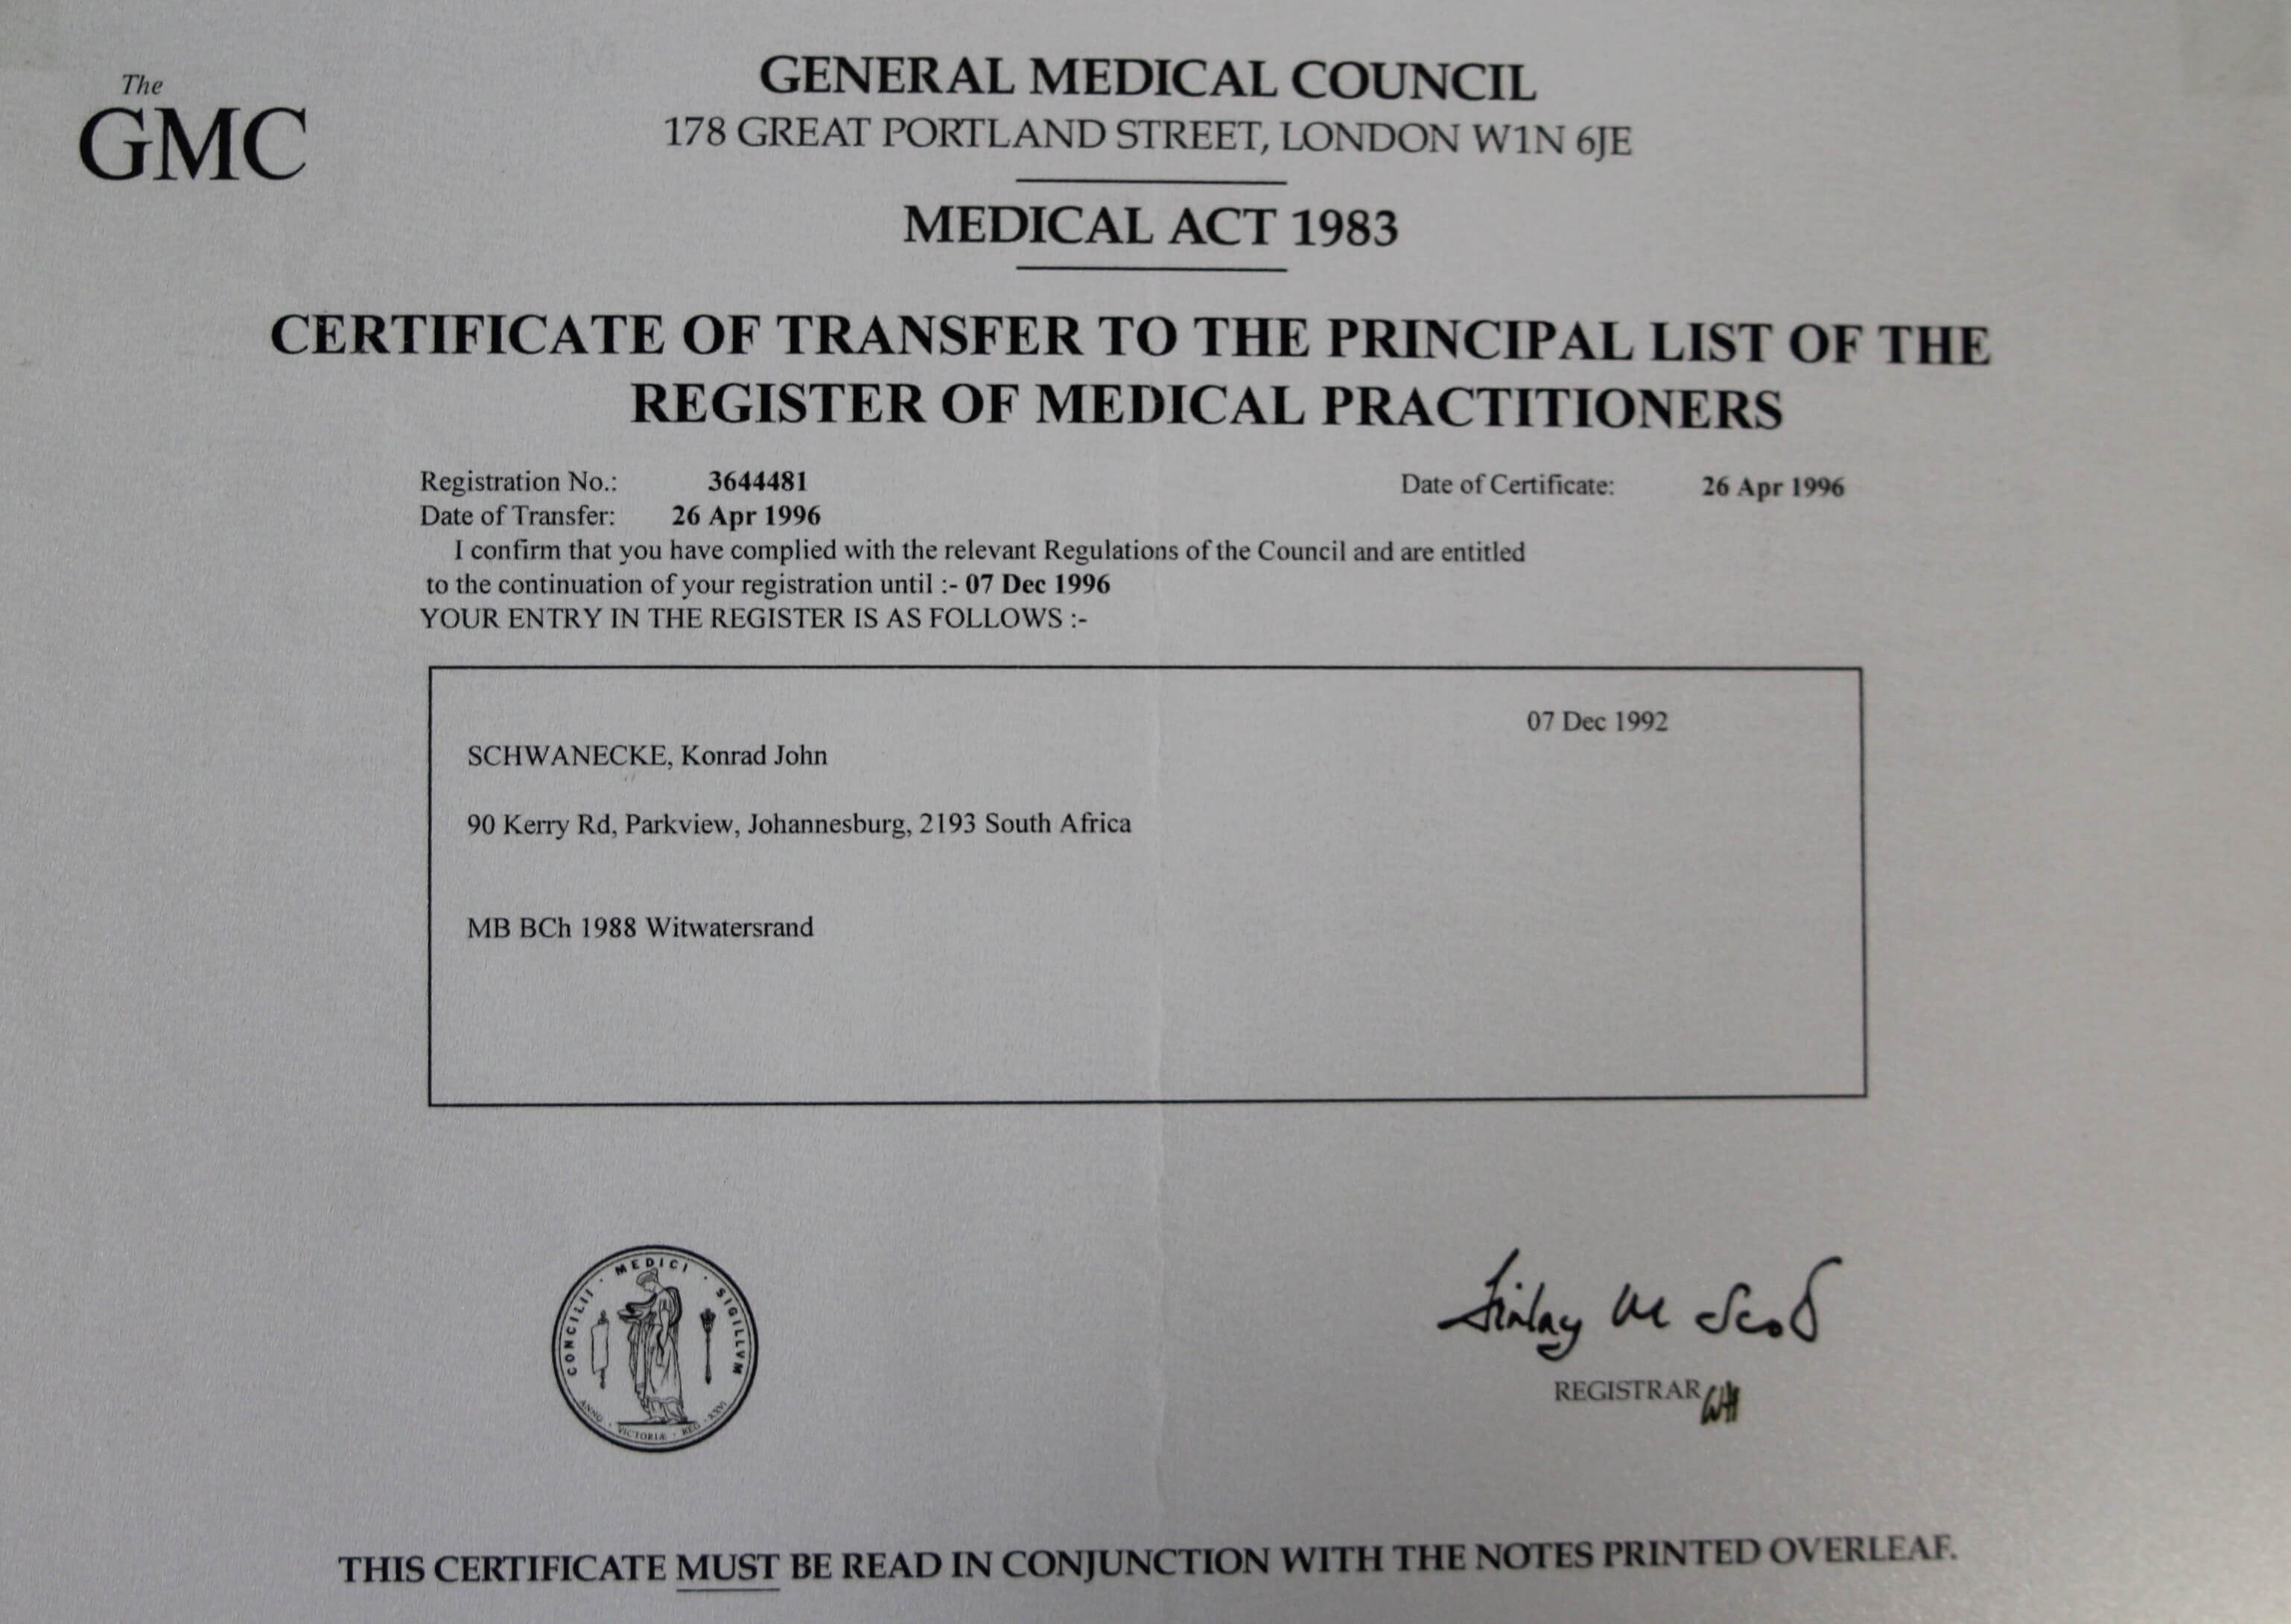 The
GMC
GENERAL MEDICAL COUNCIL
178 GREAT PORTLAND STREET, LONDON W1N 6JE
MEDICAL ACT 1983
CERTIFICATE OF TRANSFER TO THE PRINCIPAL LIST OF THE
REGISTER OF MEDICAL PRACTITIONERS
Registration No.: 3644481 Date of Certificate: 26 Apr 1996
Date of Transfer: 26 Apr 1996
I confirm that you have complied with the relevant Regulations of the Council and are entitled
to the continuation of your registration until :- 07 Dec 1996
YOUR ENTRY IN THE REGISTER IS AS FOLLOWS :-
07 Dec 1992
SCHWANECKE, Konrad John
90 Kerry Rd, Parkview, Johannesburg, 2193 South Africa
MB BCh 1988 Witwatersrand
CONCILII · MEDICI · SIGILLVM
ANNO · VICTORIÆ · REG · XXVI
Finlay M Scott
REGISTRAR
THIS CERTIFICATE MUST BE READ IN CONJUNCTION WITH THE NOTES PRINTED OVERLEAF.